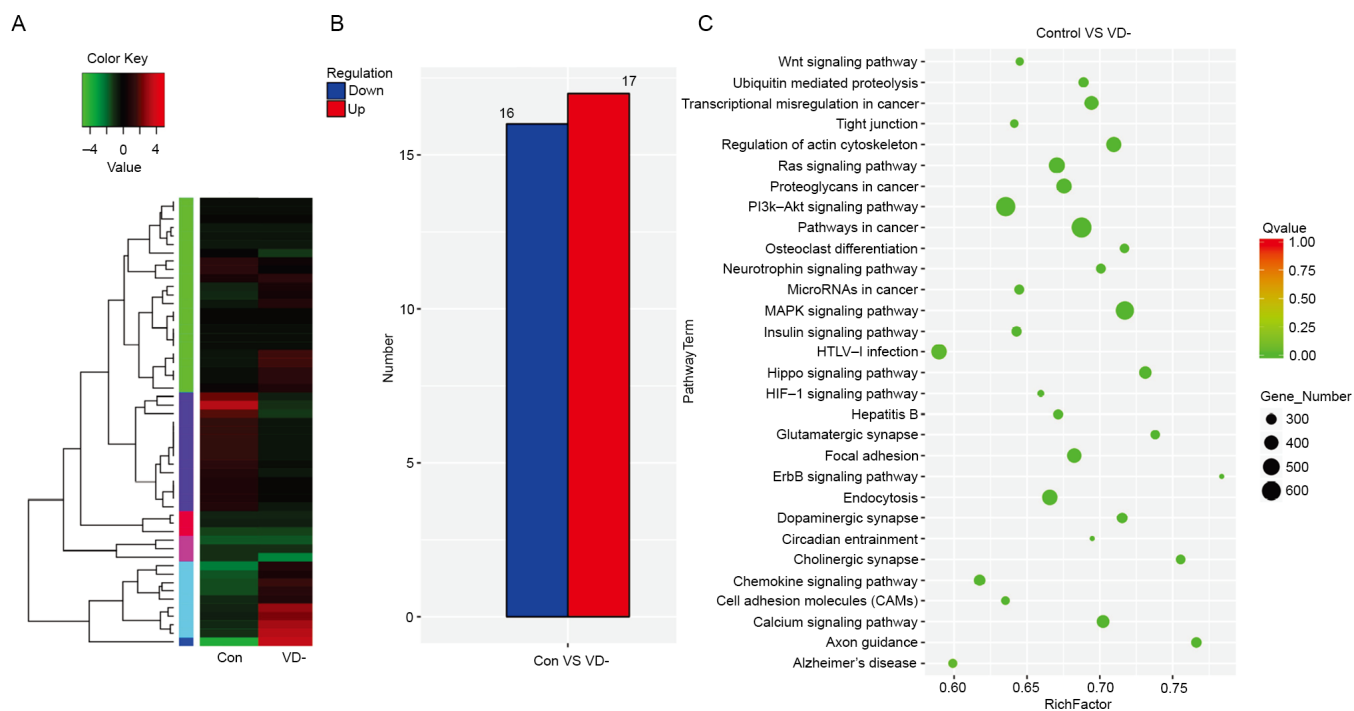 A
Color Key
−4 0 4
Value
Con VD-
B
Regulation
Down
Up
16
17
15
10
5
0
Number
Con VS VD-
C
Control VS VD-
PathwayTerm
Wnt signaling pathway
Ubiquitin mediated proteolysis
Transcriptional misregulation in cancer
Tight junction
Regulation of actin cytoskeleton
Ras signaling pathway
Proteoglycans in cancer
PI3k−Akt signaling pathway
Pathways in cancer
Osteoclast differentiation
Neurotrophin signaling pathway
MicroRNAs in cancer
MAPK signaling pathway
Insulin signaling pathway
HTLV−I infection
Hippo signaling pathway
HIF−1 signaling pathway
Hepatitis B
Glutamatergic synapse
Focal adhesion
ErbB signaling pathway
Endocytosis
Dopaminergic synapse
Circadian entrainment
Cholinergic synapse
Chemokine signaling pathway
Cell adhesion molecules (CAMs)
Calcium signaling pathway
Axon guidance
Alzheimer's disease
0.60 0.65 0.70 0.75
RichFactor
Qvalue
1.00
0.75
0.50
0.25
0.00
Gene_Number
300
400
500
600